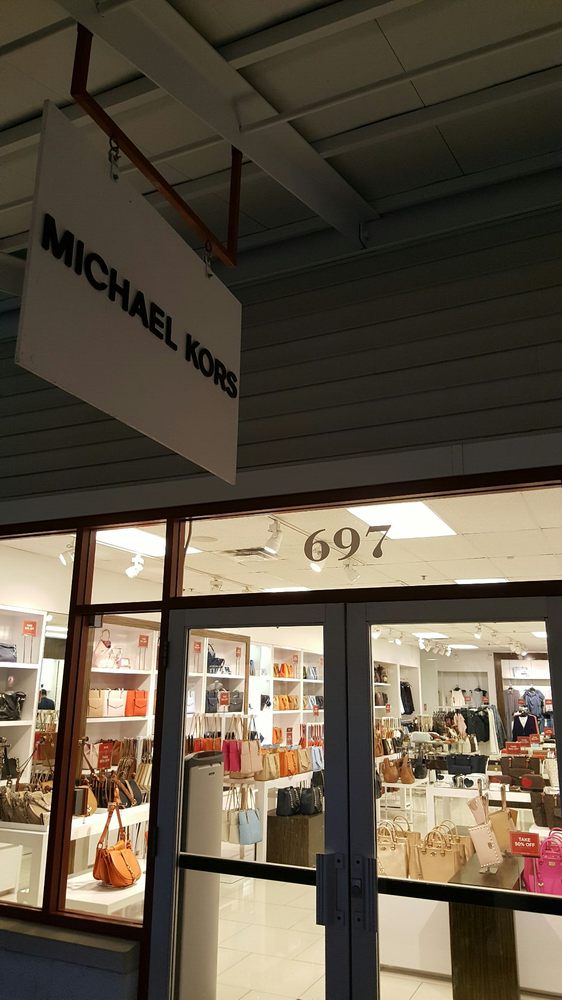 MICHAEL KORS
697
TAKE
50% OFF